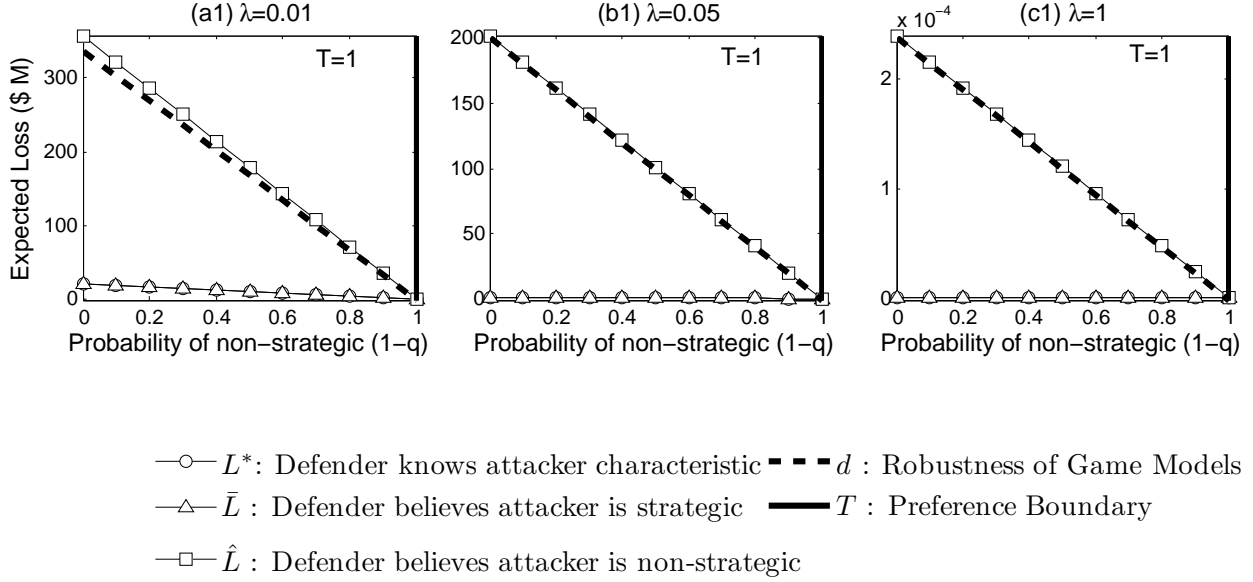 (a1) λ=0.01
(b1) λ=0.05
x 10⁻⁴
(c1) λ=1
Expected Loss ($ M)
300
200
100
0
T=1
0 0.2 0.4 0.6 0.8 1
Probability of non−strategic (1−q)
200
150
100
50
0
T=1
0 0.2 0.4 0.6 0.8 1
Probability of non−strategic (1−q)
2
1
0
T=1
0 0.2 0.4 0.6 0.8 1
Probability of non−strategic (1−q)
L*: Defender knows attacker characteristic
d : Robustness of Game Models
L̄ : Defender believes attacker is strategic
T : Preference Boundary
L̂ : Defender believes attacker is non-strategic